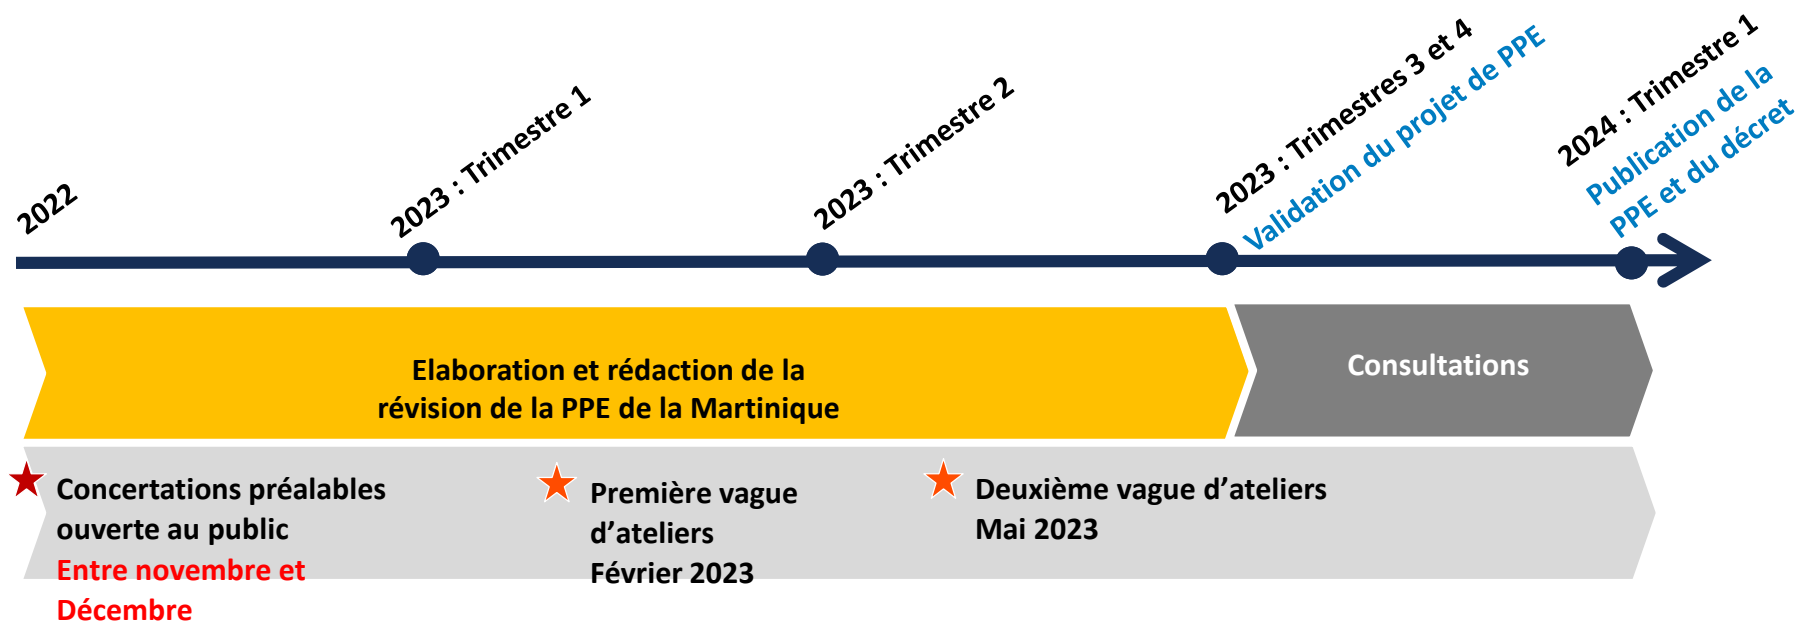 2022
2023 : Trimestre 1
2023 : Trimestre 2
2023 : Trimestres 3 et 4
Validation du projet de PPE
2024 : Trimestre 1
Publication de la
PPE et du décret
Elaboration et rédaction de la
révision de la PPE de la Martinique
Consultations
Concertations préalables
ouverte au public
Entre novembre et
Décembre
Première vague
d’ateliers
Février 2023
Deuxième vague d’ateliers
Mai 2023